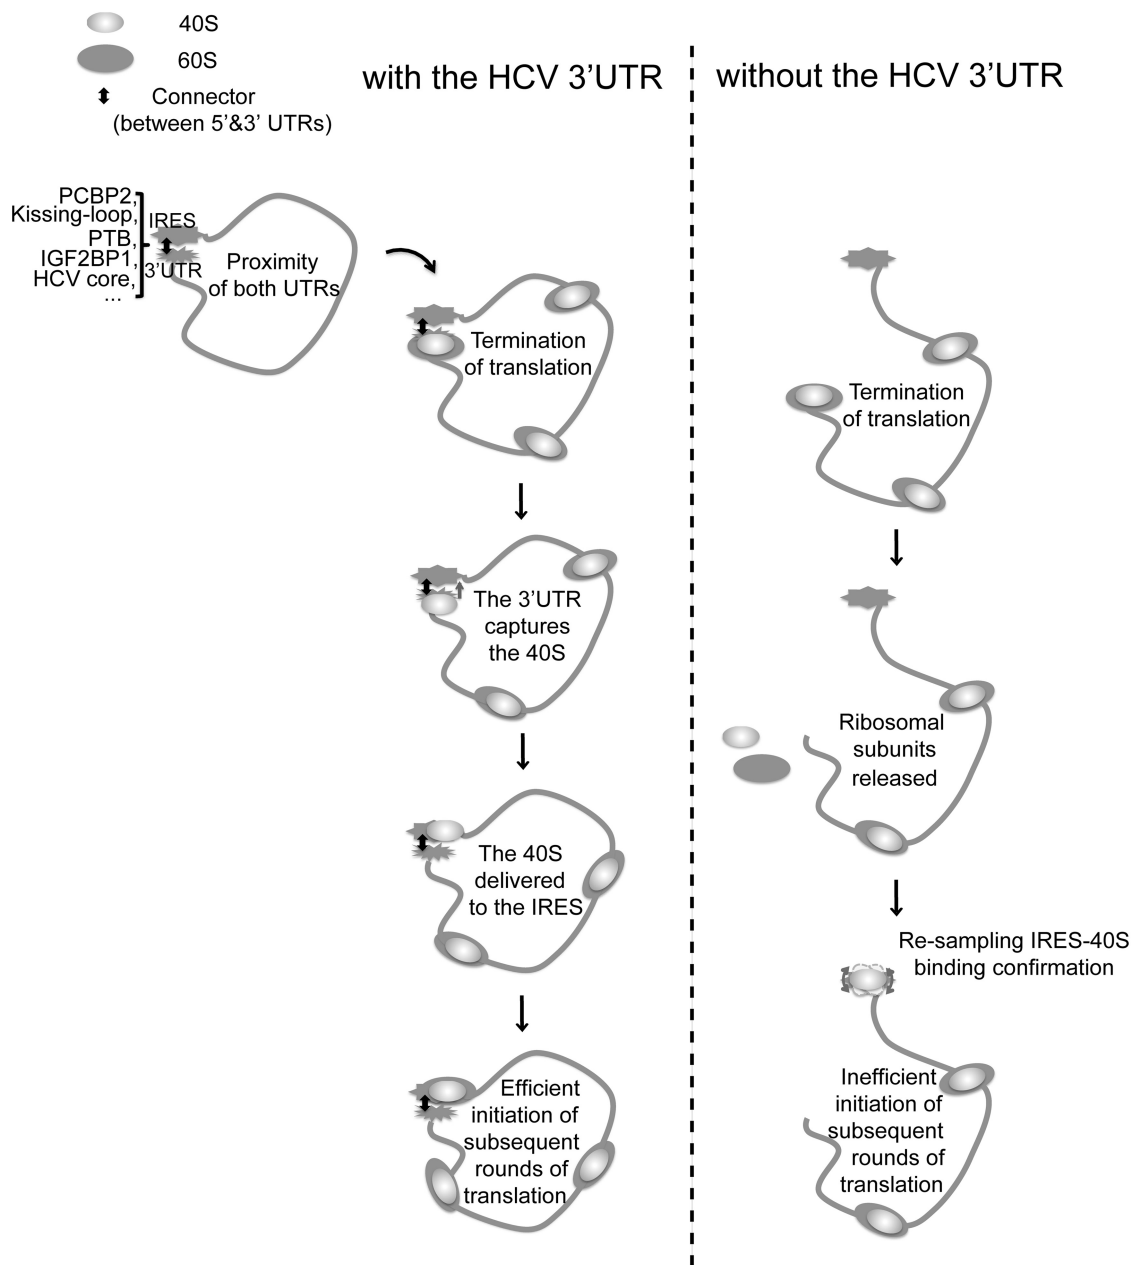 40S
60S
Connector
(between 5’&3’ UTRs)
with the HCV 3’UTR
without the HCV 3’UTR
PCBP2,
Kissing-loop,
PTB,
IGF2BP1,
HCV core,
...
IRES
3’UTR
Proximity
of both UTRs
Termination
of translation
The 3’UTR
captures
the 40S
The 40S
delivered
to the IRES
Efficient
initiation of
subsequent
rounds of
translation
Termination
of translation
Ribosomal
subunits
released
Re-sampling IRES-40S
binding confirmation
Inefficient
initiation of
subsequent
rounds of
translation